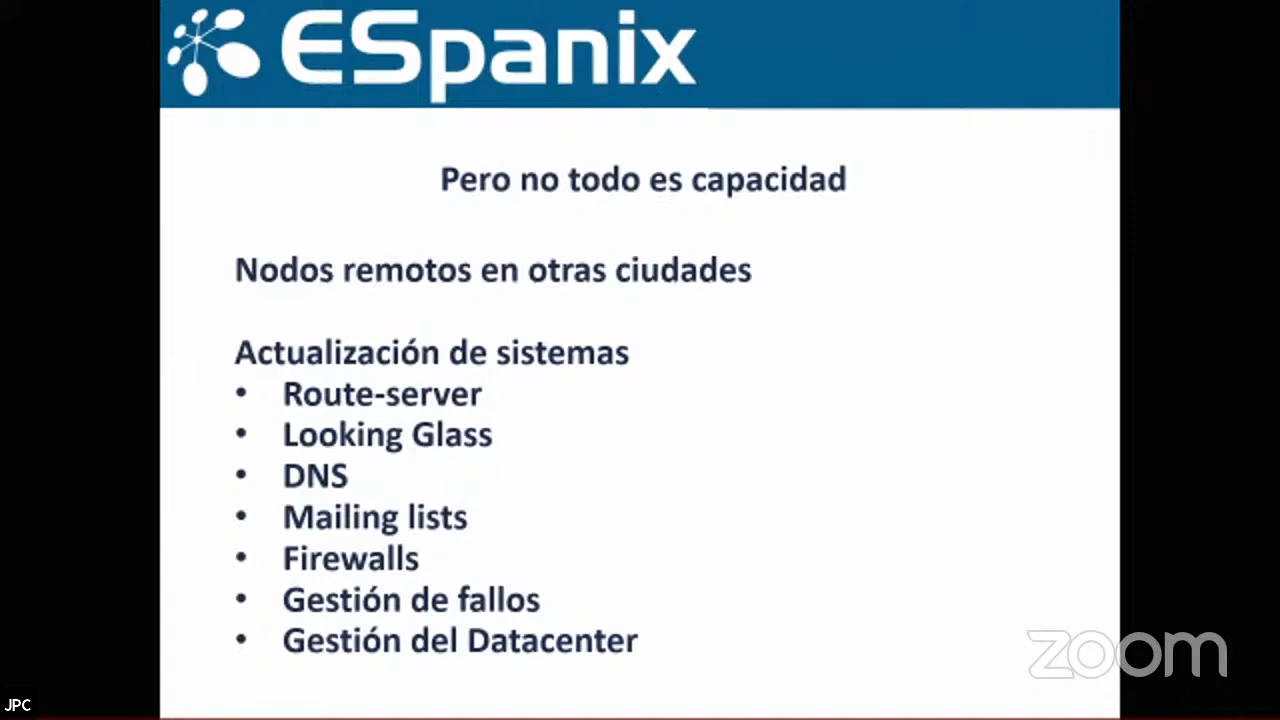 ESpanix
Pero no todo es capacidad
Nodos remotos en otras ciudades
Actualización de sistemas
• Route-server
• Looking Glass
• DNS
• Mailing lists
• Firewalls
• Gestión de fallos
• Gestión del Datacenter
zoom
JPC